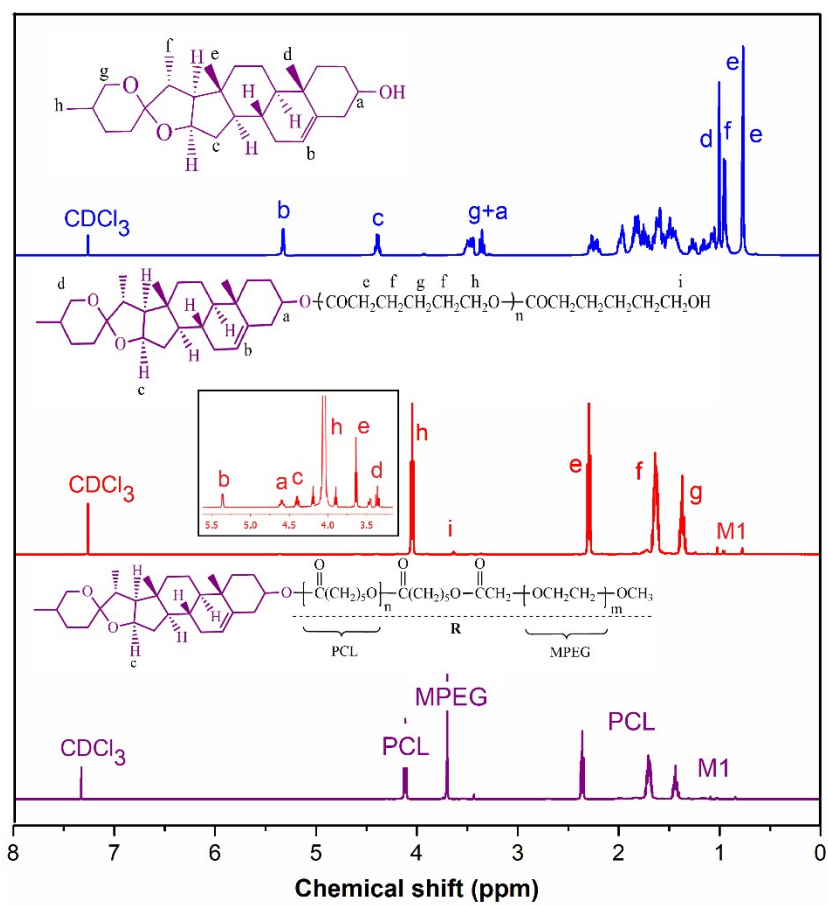 f
g
O
H
e
d
h
O
H
H
H
H
a
OH
c
b
e
d
f
e
CDCl3
b
c
g+a
d
O
O
H
H
H
H
H
a
b
c
O
e f g f h i
(COCH2CH2CH2CH2CH2O)n COCH2CH2CH2CH2CH2OH
h
e
b
a c
d
5.5 5.0 4.5 4.0 3.5
CDCl3
h
i
e
f
g
M1
O
O
H
H
H
H
H
c
O O O
O (C(CH2)5O)n C(CH2)5O C CH2 (OCH2CH2)m OCH3
R
PCL MPEG
MPEG
CDCl3
PCL
PCL
M1
8 7 6 5 4 3 2 1 0
Chemical shift (ppm)